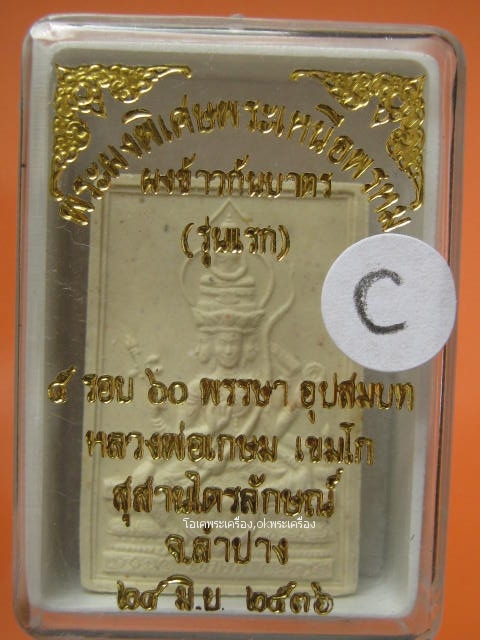 พระผงพิเศษพระเหนือพรหม
ผงข้าวก้นบาตร
(รุ่นแรก)
C
๕ รอบ ๖๐ พรรษา อุปสมบท
หลวงพ่อเกษม เขมโก
สุสานไตรลักษณ์
โอเคพระเครื่อง,ok พระเครื่อง
จ.ลำปาง
๒๔ มิ.ย. ๒๕๓๖